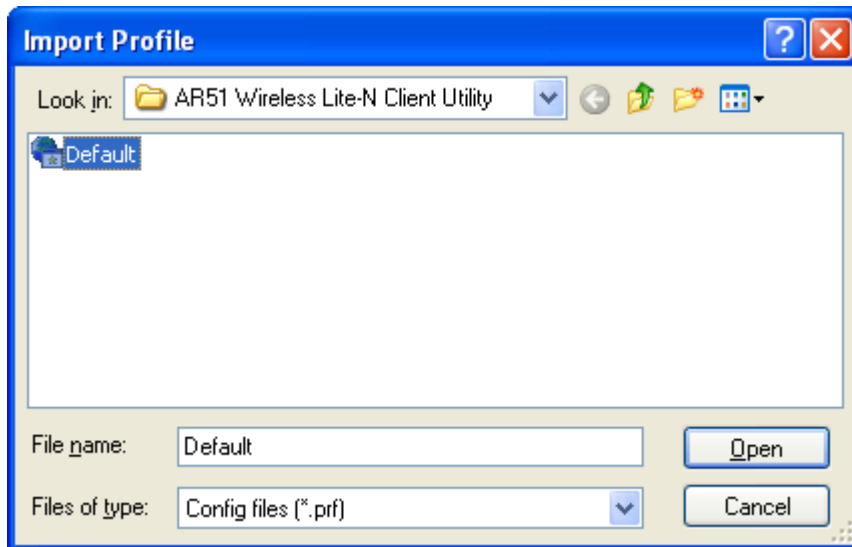 Import Profile
Look in: AR51 Wireless Lite-N Client Utility
Default
File name: Default
Open
Files of type: Config files (*.prf)
Cancel